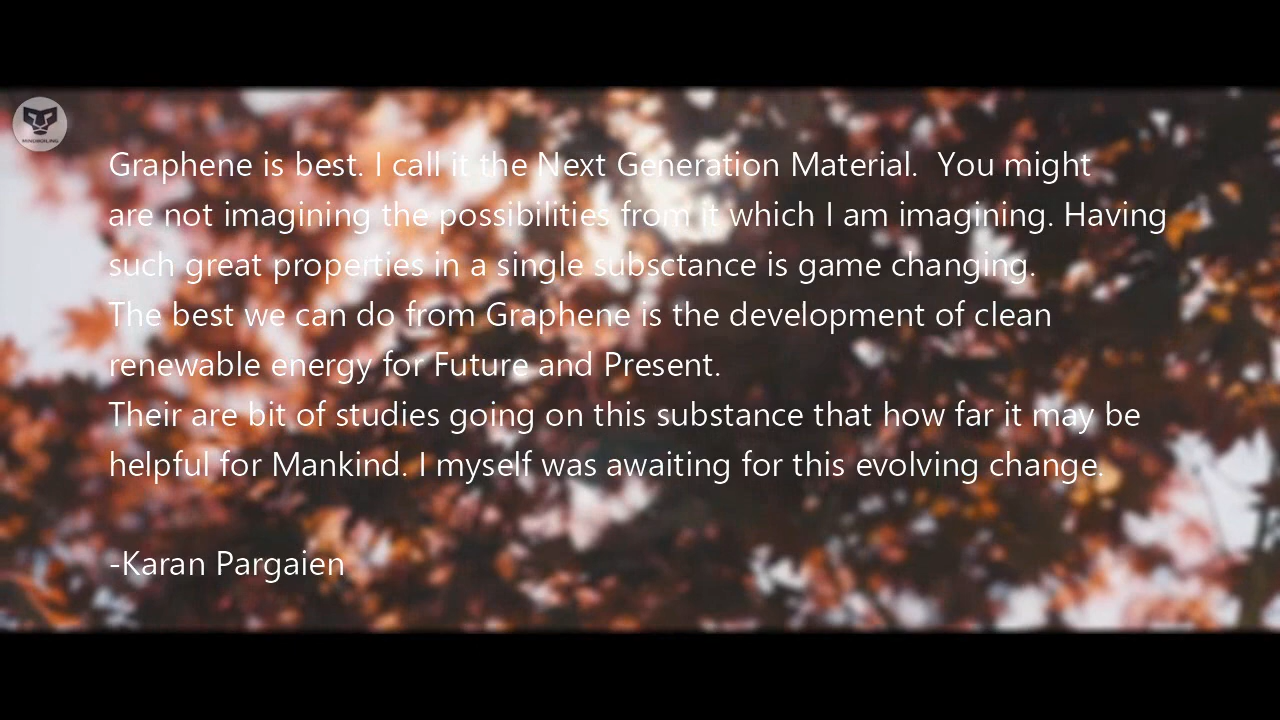 MINDBOILING
Graphene is best. I call it the Next Generation Material.  You might
are not imagining the possibilities from it which I am imagining. Having
such great properties in a single subsctance is game changing.
The best we can do from Graphene is the development of clean
renewable energy for Future and Present.
Their are bit of studies going on this substance that how far it may be
helpful for Mankind. I myself was awaiting for this evolving change.
-Karan Pargaien